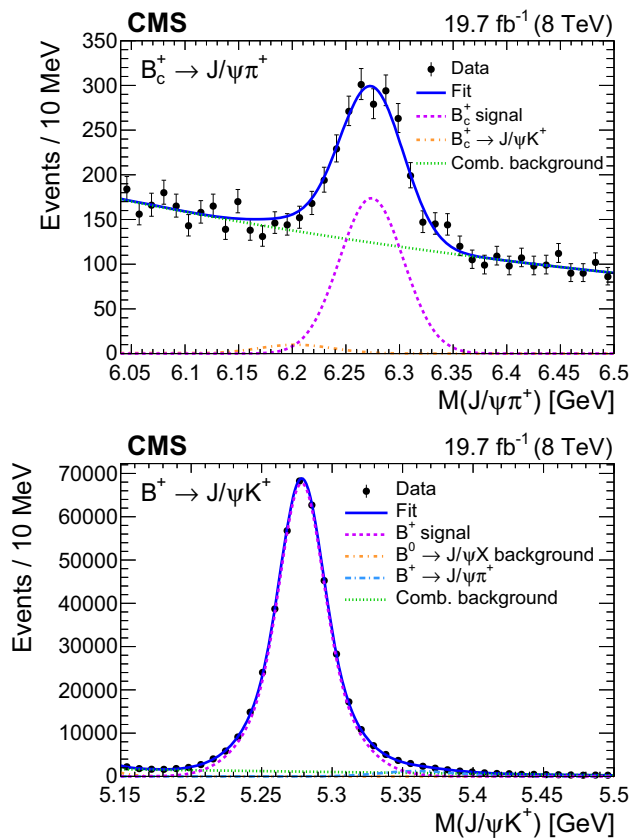 CMS 19.7 fb⁻¹ (8 TeV)
350
300
250
200
150
100
50
0
Events / 10 MeV
B_c⁺ → J/ψπ⁺
Data
Fit
B_c⁺ signal
B_c⁺ → J/ψK⁺
Comb. background
6.05 6.1 6.15 6.2 6.25 6.3 6.35 6.4 6.45 6.5
M(J/ψπ⁺) [GeV]
CMS 19.7 fb⁻¹ (8 TeV)
70000
60000
50000
40000
30000
20000
10000
0
Events / 10 MeV
B⁺ → J/ψK⁺
Data
Fit
B⁺ signal
B⁰ → J/ψX background
B⁺ → J/ψπ⁺
Comb. background
5.15 5.2 5.25 5.3 5.35 5.4 5.45 5.5
M(J/ψK⁺) [GeV]